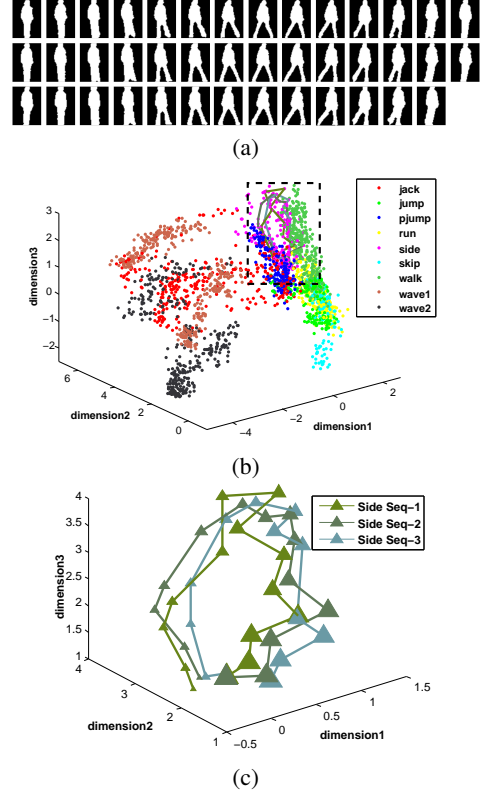 (a)
3
2
1
0
−1
−2
dimension3
6
4
2
0
dimension2
−4
−2
0
2
dimension1
jack
jump
pjump
run
side
skip
walk
wave1
wave2
(b)
4
3.5
3
2.5
2
1.5
1
dimension3
4
3
2
1
dimension2
−0.5
0
0.5
1
1.5
dimension1
Side Seq−1
Side Seq−2
Side Seq−3
(c)